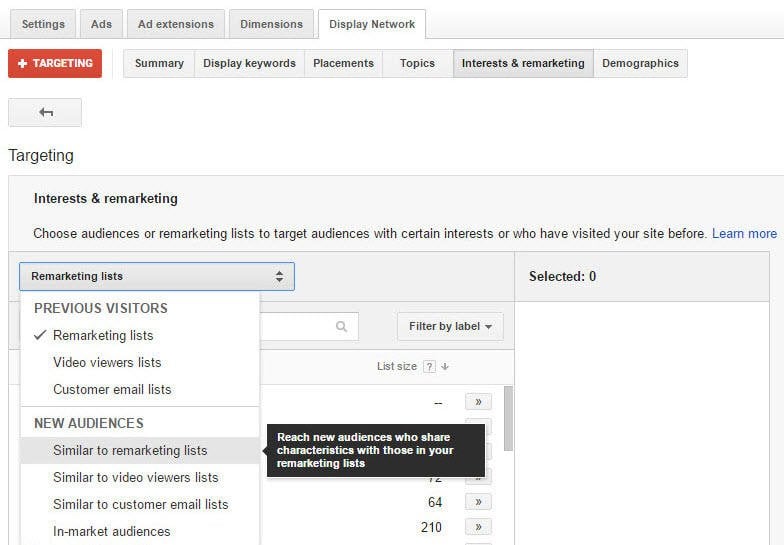 Settings Ads Ad extensions Dimensions Display Network
+ TARGETING Summary Display keywords Placements Topics Interests & remarketing Demographics
Targeting
Interests & remarketing
Choose audiences or remarketing lists to target audiences with certain interests or who have visited your site before. Learn more
Remarketing lists
Selected: 0
PREVIOUS VISITORS
Remarketing lists
Filter by label
Video viewers lists
List size ?
Customer email lists
-- »
NEW AUDIENCES
Similar to remarketing lists
Reach new audiences who share
characteristics with those in your
remarketing lists
Similar to video viewers lists
72 »
Similar to customer email lists
64 »
In-market audiences
210 »